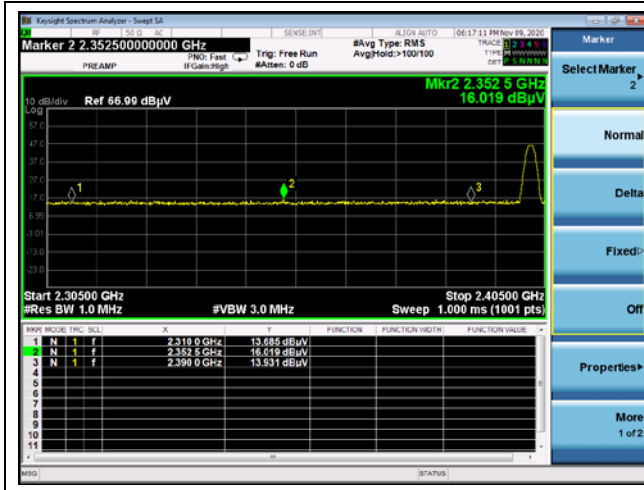 Keysight Spectrum Analyzer - Swept SA
RF 50 Ω AC SENSE:INT ALIGN AUTO 06:17:11 PM Nov 09, 2020
Marker 2 2.352500000000 GHz
PREAMP
PNO: Fast
IFGain:High
Trig: Free Run
#Atten: 0 dB
#Avg Type: RMS
Avg|Hold:>100/100
TRACE 1 2 3 4 5 6
TYPE M W W W W W
DET P S N N N N
Mkr2 2.352 5 GHz
16.019 dBµV
10 dB/div Ref 66.99 dBµV
Log
57.0
47.0
37.0
27.0
17.0
6.99
-3.01
-13.0
-23.0
1
2
3
Start 2.30500 GHz Stop 2.40500 GHz
#Res BW 1.0 MHz #VBW 3.0 MHz Sweep 1.000 ms (1001 pts)
MKR MODE TRC SCL X Y FUNCTION FUNCTION WIDTH FUNCTION VALUE
1 N 1 f 2.310 0 GHz 13.685 dBµV
2 N 1 f 2.352 5 GHz 16.019 dBµV
3 N 1 f 2.390 0 GHz 13.931 dBµV
4
5
6
7
8
9
10
11
MSG STATUS
Marker
Select Marker
2
Normal
Delta
Fixed
Off
Properties
More
1 of 2